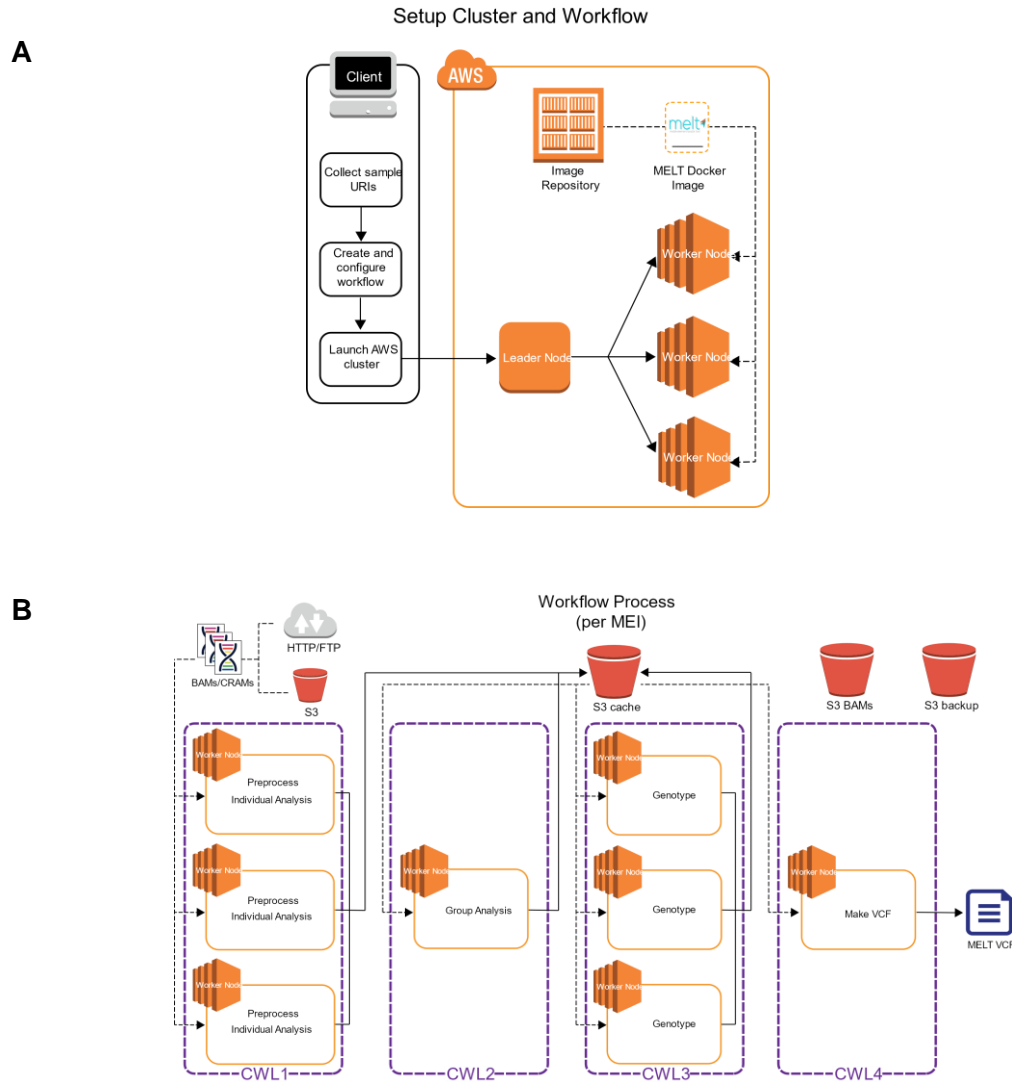 Setup Cluster and Workflow
A
Client
AWS
melt
Collect sample
URIs
Image
Repository
MELT Docker
Image
Create and
configure
workflow
Worker Node
Launch AWS
cluster
Leader Node
Worker Node
Worker Node
B
Workflow Process
(per MEI)
HTTP/FTP
BAMs/CRAMs
S3
S3 cache
S3 BAMs
S3 backup
Worker Node
Preprocess
Individual Analysis
Worker Node
Genotype
Worker Node
Preprocess
Individual Analysis
Worker Node
Group Analysis
Worker Node
Genotype
Worker Node
Make VCF
MELT VCF
Worker Node
Preprocess
Individual Analysis
Worker Node
Genotype
CWL1
CWL2
CWL3
CWL4